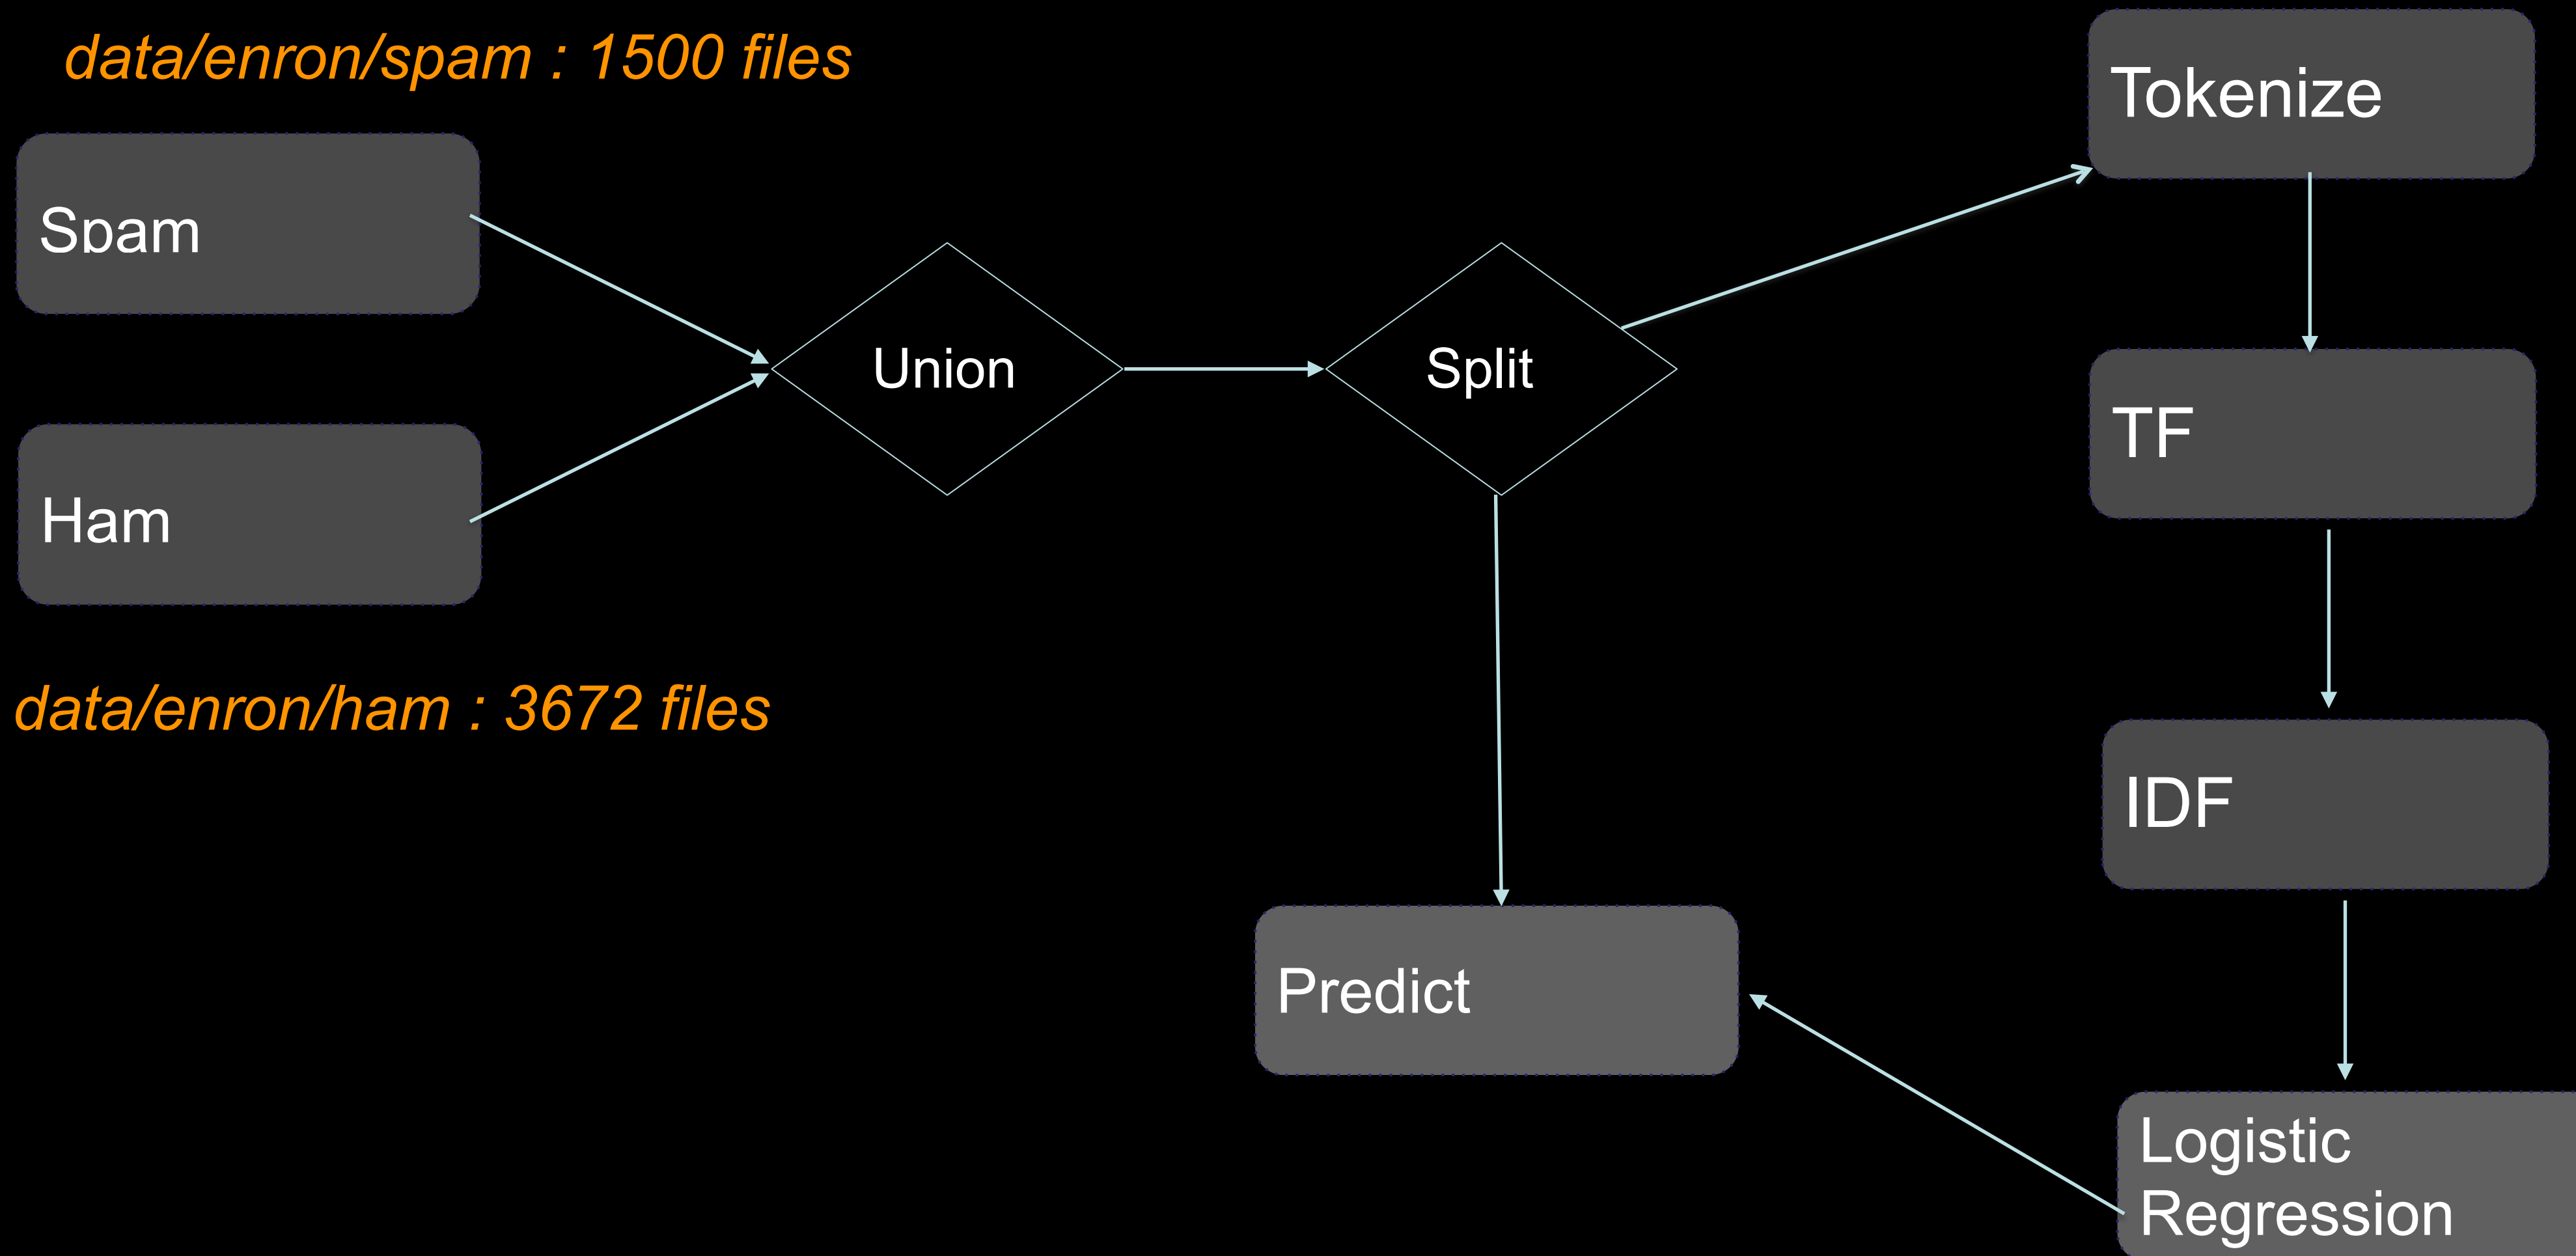 data/enron/spam : 1500 files
Spam
Ham
data/enron/ham : 3672 files
Union
Split
Tokenize
TF
IDF
Logistic
Regression
Predict